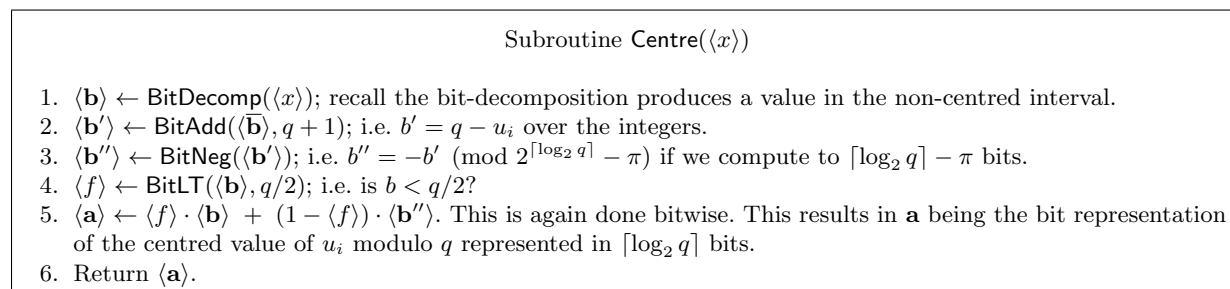 Subroutine Centre(⟨x⟩)
1. ⟨b⟩ ← BitDecomp(⟨x⟩); recall the bit-decomposition produces a value in the non-centred interval.
2. ⟨b′⟩ ← BitAdd(⟨b̅⟩, q + 1); i.e. b′ = q − u_i over the integers.
3. ⟨b′′⟩ ← BitNeg(⟨b′⟩); i.e. b′′ = −b′ (mod 2^{⌈log₂ q⌉} − π) if we compute to ⌈log₂ q⌉ − π bits.
4. ⟨f⟩ ← BitLT(⟨b⟩, q/2); i.e. is b < q/2?
5. ⟨a⟩ ← ⟨f⟩ · ⟨b⟩ + (1 − ⟨f⟩) · ⟨b′′⟩. This is again done bitwise. This results in a being the bit representation
of the centred value of u_i modulo q represented in ⌈log₂ q⌉ bits.
6. Return ⟨a⟩.